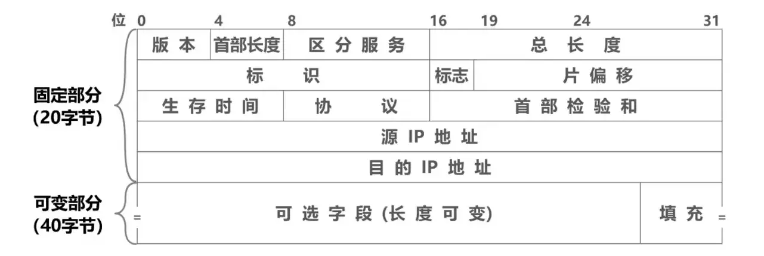 位 0 4 8 16 19 24 31
版本 首部长度 区分服务 总长度
标识 标志 片偏移
固定部分
(20字节)
生存时间 协议 首部检验和
源 IP 地址
目的 IP 地址
可变部分
(40字节)
可选字段 (长度可变) 填充